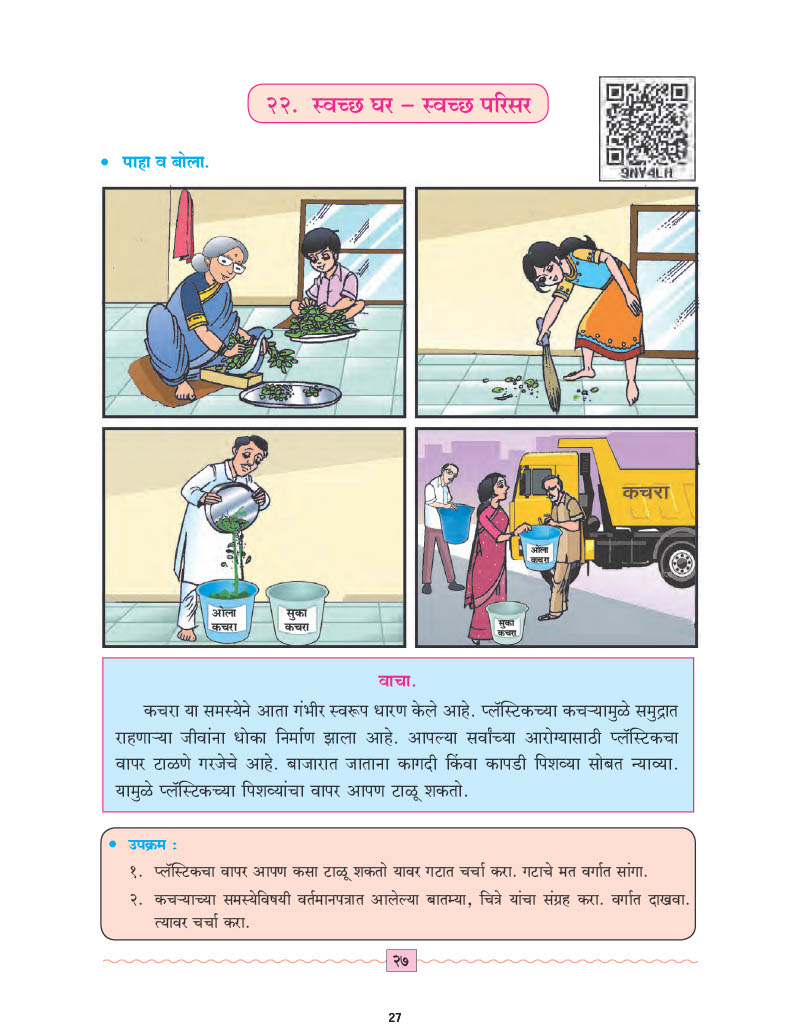 २२. स्वच्छ घर – स्वच्छ परिसर
9NY4LH
• पाहा व बोला.
ओला
कचरा
सुका
कचरा
कचरा
ओला
कचरा
सुका
कचरा
वाचा.
कचरा या समस्येने आता गंभीर स्वरूप धारण केले आहे. प्लॅस्टिकच्या कचऱ्यामुळे समुद्रात
राहणाऱ्या जीवांना धोका निर्माण झाला आहे. आपल्या सर्वांच्या आरोग्यासाठी प्लॅस्टिकचा
वापर टाळणे गरजेचे आहे. बाजारात जाताना कागदी किंवा कापडी पिशव्या सोबत न्याव्या.
यामुळे प्लॅस्टिकच्या पिशव्यांचा वापर आपण टाळू शकतो.
• उपक्रम :
१. प्लॅस्टिकचा वापर आपण कसा टाळू शकतो यावर गटात चर्चा करा. गटाचे मत वर्गात सांगा.
२. कचऱ्याच्या समस्येविषयी वर्तमानपत्रात आलेल्या बातम्या, चित्रे यांचा संग्रह करा. वर्गात दाखवा.
त्यावर चर्चा करा.
२७
27